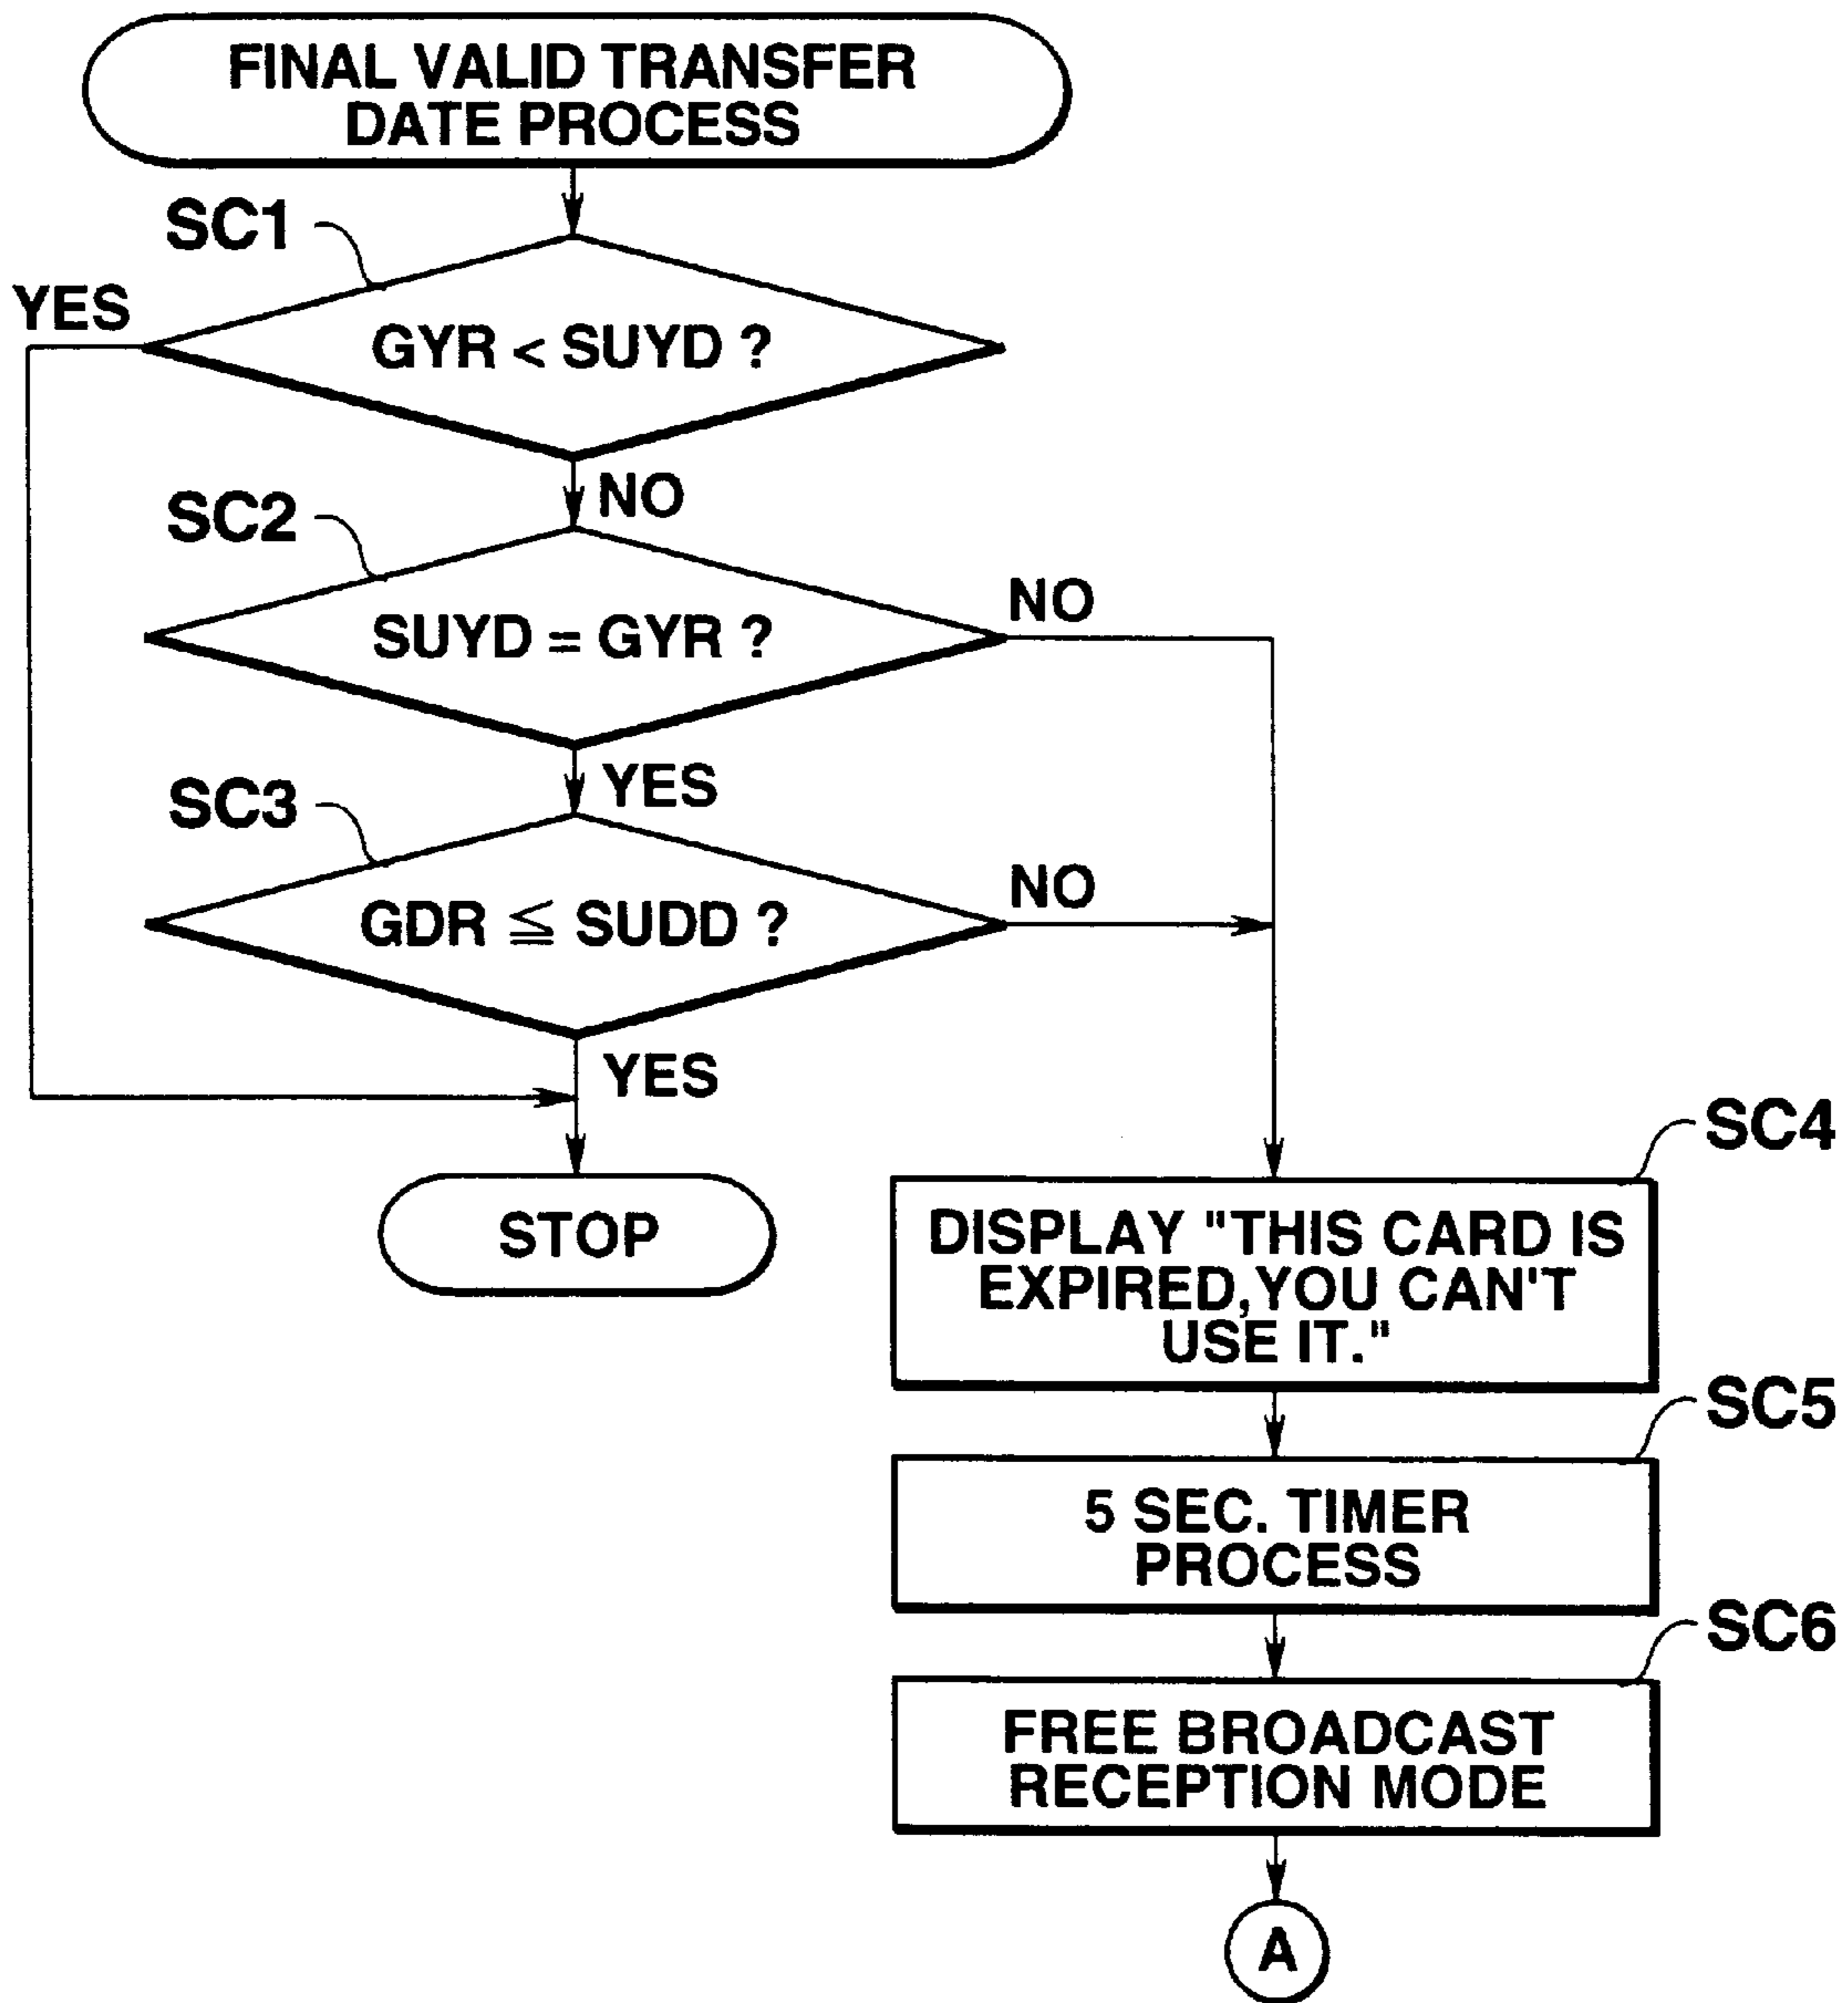 FINAL VALID TRANSFER
DATE PROCESS
SC1
YES
GYR < SUYD ?
NO
SC2
NO
SUYD = GYR ?
YES
SC3
NO
GDR ≦ SUDD ?
YES
SC4
STOP
DISPLAY "THIS CARD IS
EXPIRED,YOU CAN'T
USE IT."
SC5
5 SEC. TIMER
PROCESS
SC6
FREE BROADCAST
RECEPTION MODE
A